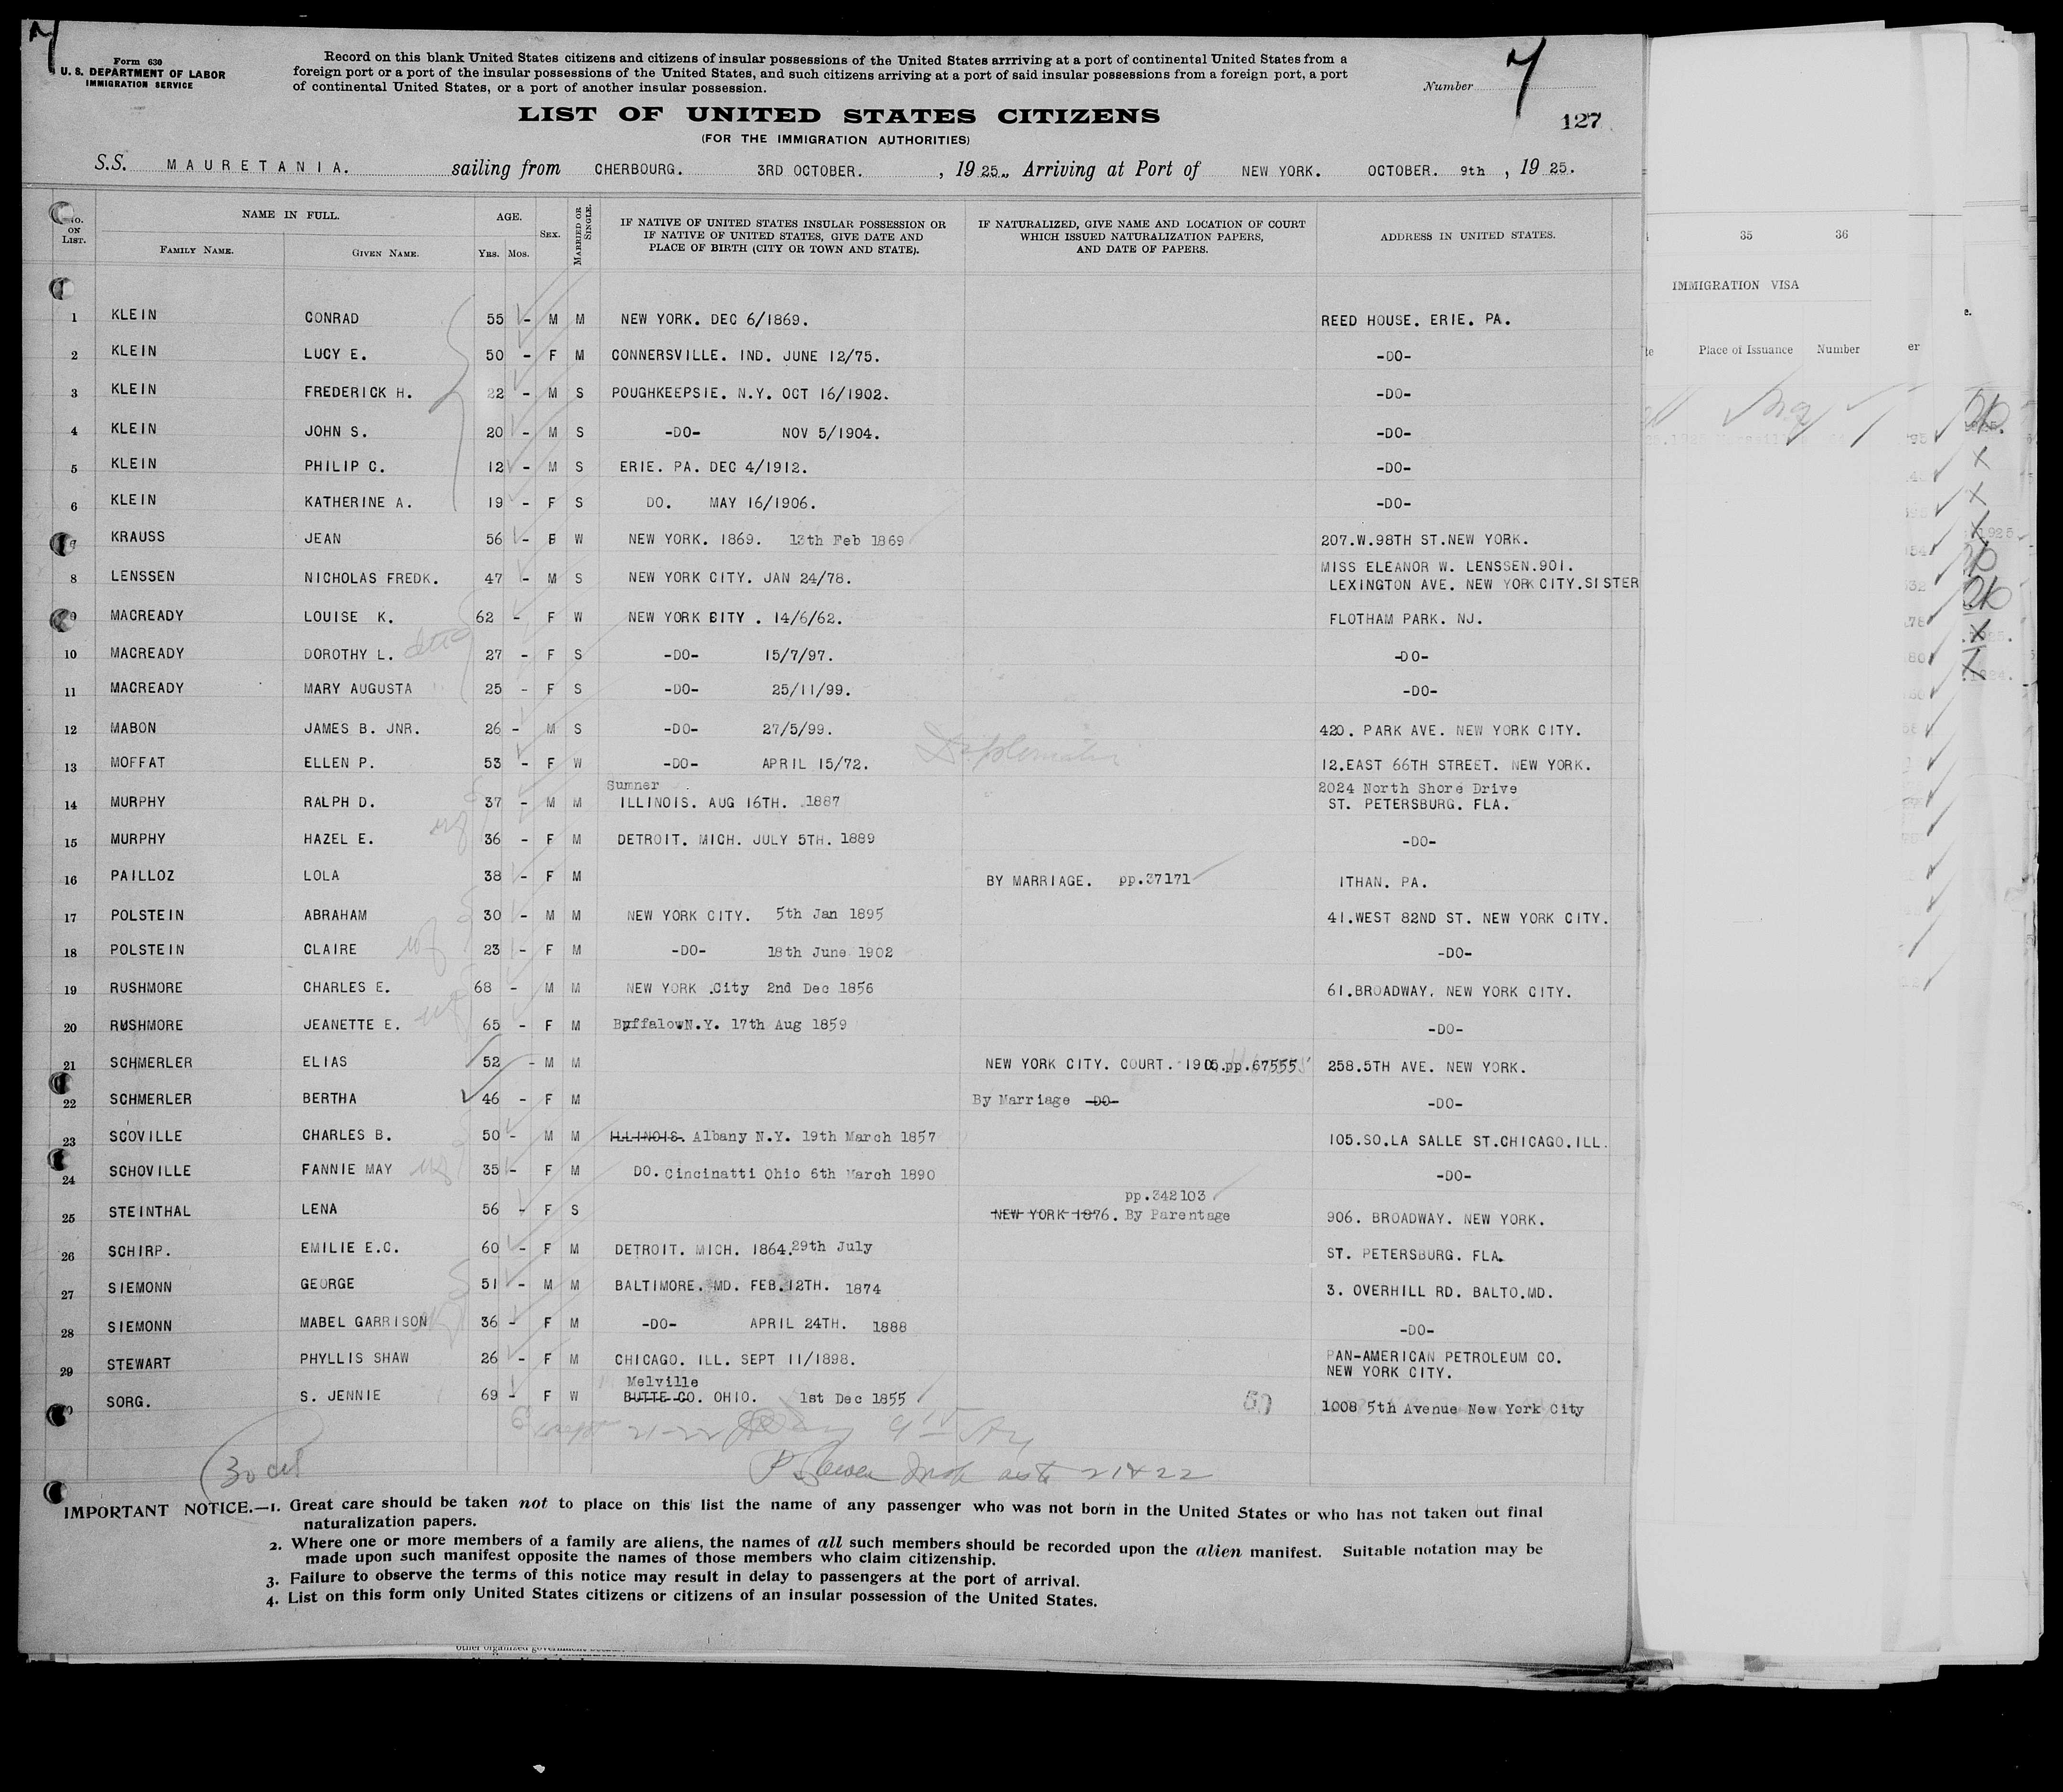 Form 630
U. S. DEPARTMENT OF LABOR
IMMIGRATION SERVICE
Record on this blank United States citizens and citizens of insular possessions of the United States arrriving at a port of continental United States from a
foreign port or a port of the insular possessions of the United States, and such citizens arriving at a port of said insular possessions from a foreign port, a port
of continental United States, or a port of another insular possession.
Number 7
127
LIST OF UNITED STATES CITIZENS
(FOR THE IMMIGRATION AUTHORITIES)
S.S. MAURETANIA. sailing from CHERBOURG. 3RD OCTOBER. , 19 25., Arriving at Port of NEW YORK. OCTOBER. 9th , 19 25.
No. ON LIST. NAME IN FULL. FAMILY NAME. GIVEN NAME. AGE. YRS. MOS. SEX. MARRIED OR SINGLE. IF NATIVE OF UNITED STATES INSULAR POSSESSION OR IF NATIVE OF UNITED STATES, GIVE DATE AND PLACE OF BIRTH (CITY OR TOWN AND STATE). IF NATURALIZED, GIVE NAME AND LOCATION OF COURT WHICH ISSUED NATURALIZATION PAPERS, AND DATE OF PAPERS. ADDRESS IN UNITED STATES.
1 KLEIN CONRAD 55 - M M NEW YORK. DEC 6/1869. REED HOUSE. ERIE. PA.
2 KLEIN LUCY E. 50 - F M CONNERSVILLE. IND. JUNE 12/75. -DO-
3 KLEIN FREDERICK H. 22 - M S POUGHKEEPSIE. N.Y. OCT 16/1902. -DO-
4 KLEIN JOHN S. 20 - M S -DO- NOV 5/1904. -DO-
5 KLEIN PHILIP C. 12 - M S ERIE. PA. DEC 4/1912. -DO-
6 KLEIN KATHERINE A. 19 - F S DO. MAY 16/1906. -DO-
7 KRAUSS JEAN 56 - F W NEW YORK. 1869. 13th Feb 1869 207.W.98TH ST.NEW YORK.
8 LENSSEN NICHOLAS FREDK. 47 - M S NEW YORK CITY. JAN 24/78. MISS ELEANOR W. LENSSEN.901.
LEXINGTON AVE. NEW YORK CITY.SISTER
9 MACREADY LOUISE K. 62 - F W NEW YORK CITY . 14/6/62. FLOTHAM PARK. NJ.
10 MACREADY DOROTHY L. 27 - F S -DO- 15/7/97. -DO-
11 MACREADY MARY AUGUSTA 25 - F S -DO- 25/11/99. -DO-
12 MABON JAMES B. JNR. 26 - M S -DO- 27/5/99. 420. PARK AVE. NEW YORK CITY.
13 MOFFAT ELLEN P. 53 - F W -DO- APRIL 15/72. 12.EAST 66TH STREET. NEW YORK.
Sumner 2024 North Shore Drive
14 MURPHY RALPH D. 37 - M M ILLINOIS. AUG 16TH. 1887 ST. PETERSBURG. FLA.
15 MURPHY HAZEL E. 36 - F M DETROIT. MICH. JULY 5TH. 1889 -DO-
16 PAILLOZ LOLA 38 - F M BY MARRIAGE. pp.37171 ITHAN. PA.
17 POLSTEIN ABRAHAM 30 - M M NEW YORK CITY. 5th Jan 1895 41.WEST 82ND ST. NEW YORK CITY.
18 POLSTEIN CLAIRE 23 - F M -DO- 18th June 1902 -DO-
19 RUSHMORE CHARLES E. 68 - M M NEW YORK .City 2nd Dec 1856 61.BROADWAY. NEW YORK CITY.
20 RUSHMORE JEANETTE E. 65 - F M Buffalo N.Y. 17th Aug 1859 -DO-
21 SCHMERLER ELIAS 52 - M M NEW YORK CITY. COURT. pp.67555 258.5TH AVE. NEW YORK.
22 SCHMERLER BERTHA 46 - F M By Marriage -DO- -DO-
23 SCOVILLE CHARLES B. 50 - M M ILLINOIS. Albany N.Y. 19th March 1857 105.SO.LA SALLE ST.CHICAGO.ILL.
24 SCHOVILLE FANNIE MAY 35 - F M DO. Cincinatti Ohio 6th March 1890 -DO-
pp.342103
25 STEINTHAL LENA 56 - F S NEW YORK 1876. By Parentage 906. BROADWAY. NEW YORK.
26 SCHIRP. EMILIE E.C. 60 - F M DETROIT. MICH. 1864. 29th July ST. PETERSBURG. FLA.
27 SIEMONN GEORGE 51 - M M BALTIMORE. MD. FEB.12TH. 1874 3. OVERHILL RD. BALTO.MD.
28 SIEMONN MABEL GARRISON 36 - F M -DO- APRIL 24TH. 1888 -DO-
29 STEWART PHYLLIS SHAW 26 - F M CHICAGO. ILL. SEPT 11/1898. PAN-AMERICAN PETROLEUM CO.
NEW YORK CITY.
Melville
SORG. S. JENNIE 69 - F W BUTTE CO. OHIO. 1st Dec 1855 50 1008 5th Avenue New York City
21-22
30 cit 21 & 22
IMPORTANT NOTICE.—1. Great care should be taken not to place on this list the name of any passenger who was not born in the United States or who has not taken out final
naturalization papers.
2. Where one or more members of a family are aliens, the names of all such members should be recorded upon the alien manifest. Suitable notation may be
made upon such manifest opposite the names of those members who claim citizenship.
3. Failure to observe the terms of this notice may result in delay to passengers at the port of arrival.
4. List on this form only United States citizens or citizens of an insular possession of the United States.
35 36
IMMIGRATION VISA
Place of Issuance Number